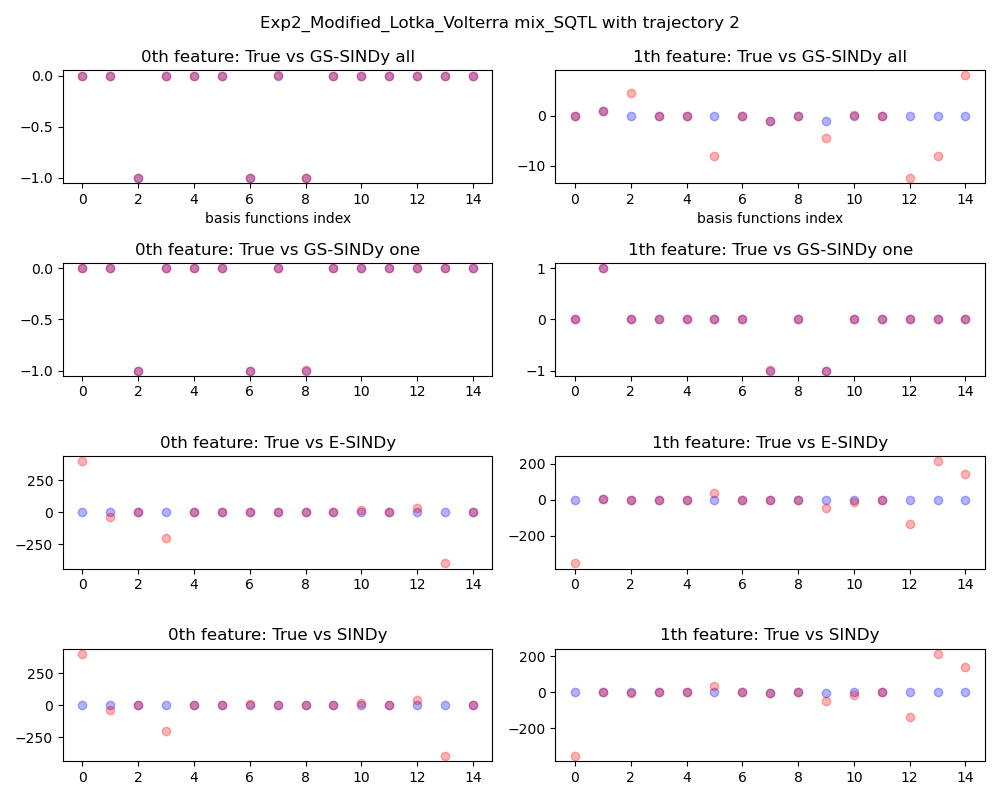 Exp2_Modified_Lotka_Volterra mix_SQTL with trajectory 2
0th feature: True vs GS-SINDy all
1th feature: True vs GS-SINDy all
0.0
−0.5
−1.0
0 2 4 6 8 10 12 14
basis functions index
0
−10
0 2 4 6 8 10 12 14
basis functions index
0th feature: True vs GS-SINDy one
1th feature: True vs GS-SINDy one
0.0
−0.5
−1.0
0 2 4 6 8 10 12 14
1
0
−1
0 2 4 6 8 10 12 14
0th feature: True vs E-SINDy
1th feature: True vs E-SINDy
250
0
−250
0 2 4 6 8 10 12 14
200
0
−200
0 2 4 6 8 10 12 14
0th feature: True vs SINDy
1th feature: True vs SINDy
250
0
−250
0 2 4 6 8 10 12 14
200
0
−200
0 2 4 6 8 10 12 14